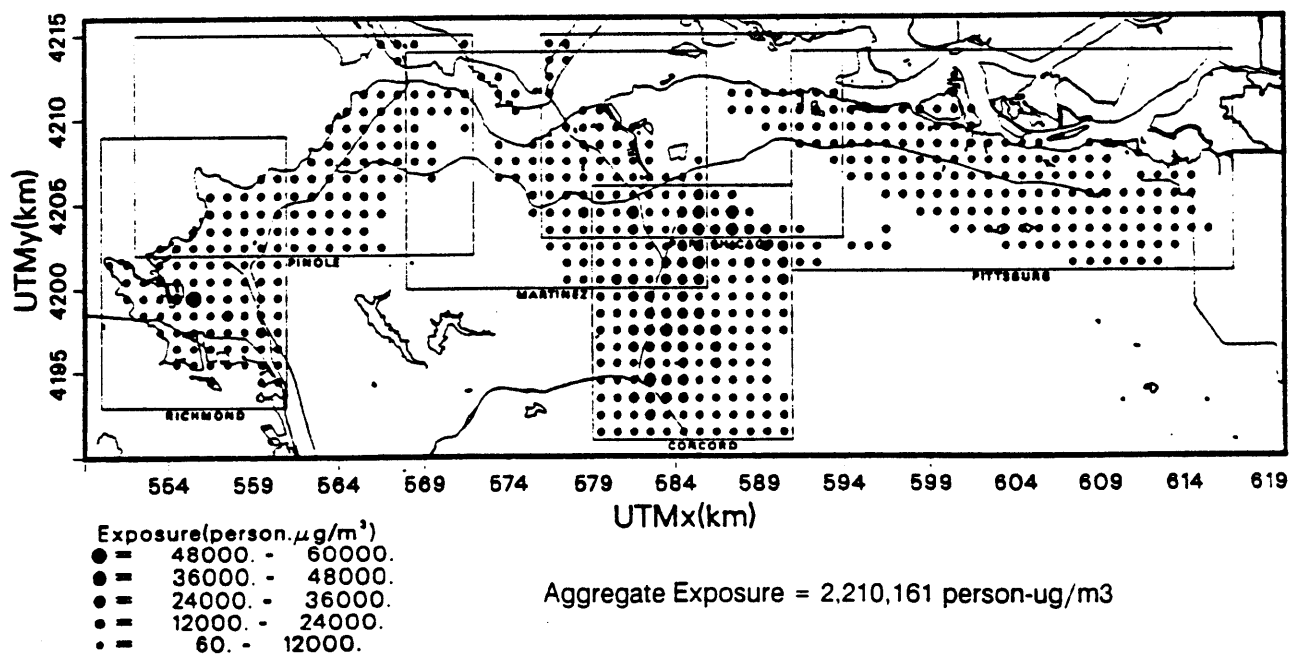 4215
4210
4205
4200
4195
UTMy(km)
PINOLE
CHICAGO
PITTSBURG
MARTINEZ
RICHMOND
CORCORD
564 559 564 569 574 579 584 589 594 599 604 609 614 619
UTMx(km)
Exposure(person.μg/m³)
= 48000. - 60000.
= 36000. - 48000.
= 24000. - 36000.
= 12000. - 24000.
= 60. - 12000.
Aggregate Exposure = 2,210,161 person-ug/m3